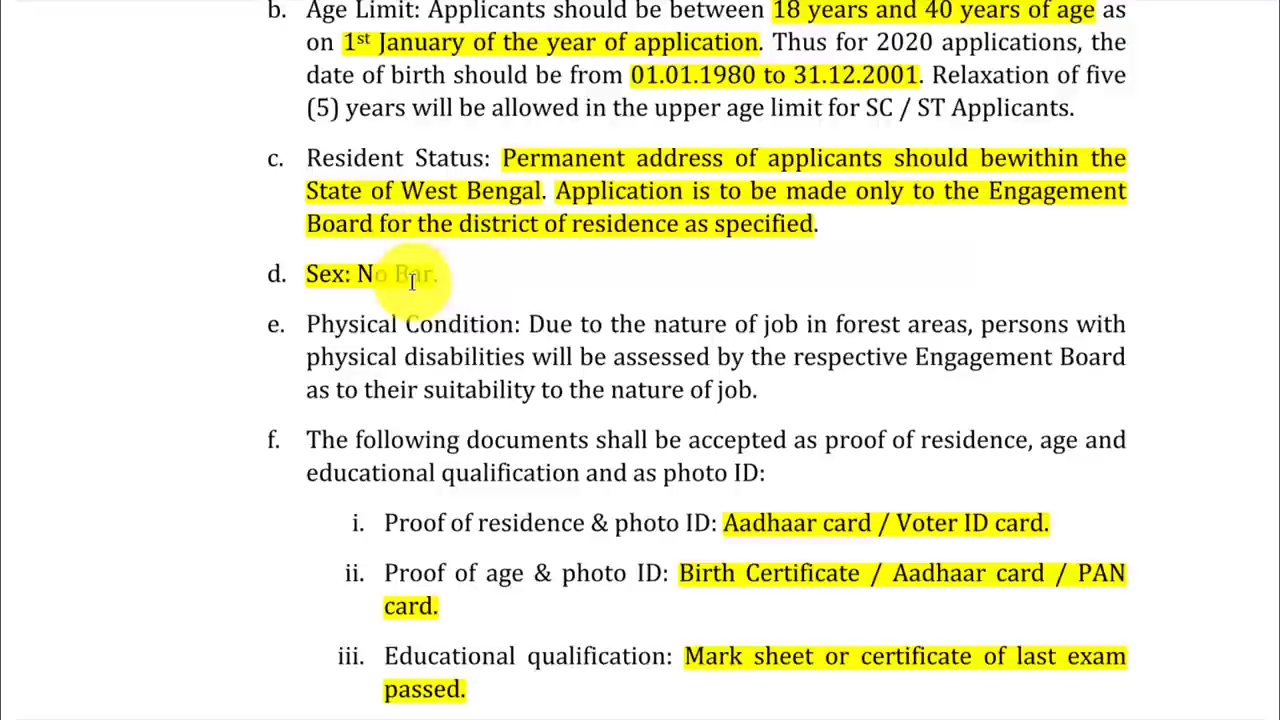 b. Age Limit: Applicants should be between 18 years and 40 years of age as
on 1st January of the year of application. Thus for 2020 applications, the
date of birth should be from 01.01.1980 to 31.12.2001. Relaxation of five
(5) years will be allowed in the upper age limit for SC / ST Applicants.
c. Resident Status: Permanent address of applicants should bewithin the
State of West Bengal. Application is to be made only to the Engagement
Board for the district of residence as specified.
d. Sex: No Bar.
e. Physical Condition: Due to the nature of job in forest areas, persons with
physical disabilities will be assessed by the respective Engagement Board
as to their suitability to the nature of job.
f. The following documents shall be accepted as proof of residence, age and
educational qualification and as photo ID:
i. Proof of residence & photo ID: Aadhaar card / Voter ID card.
ii. Proof of age & photo ID: Birth Certificate / Aadhaar card / PAN
card.
iii. Educational qualification: Mark sheet or certificate of last exam
passed.